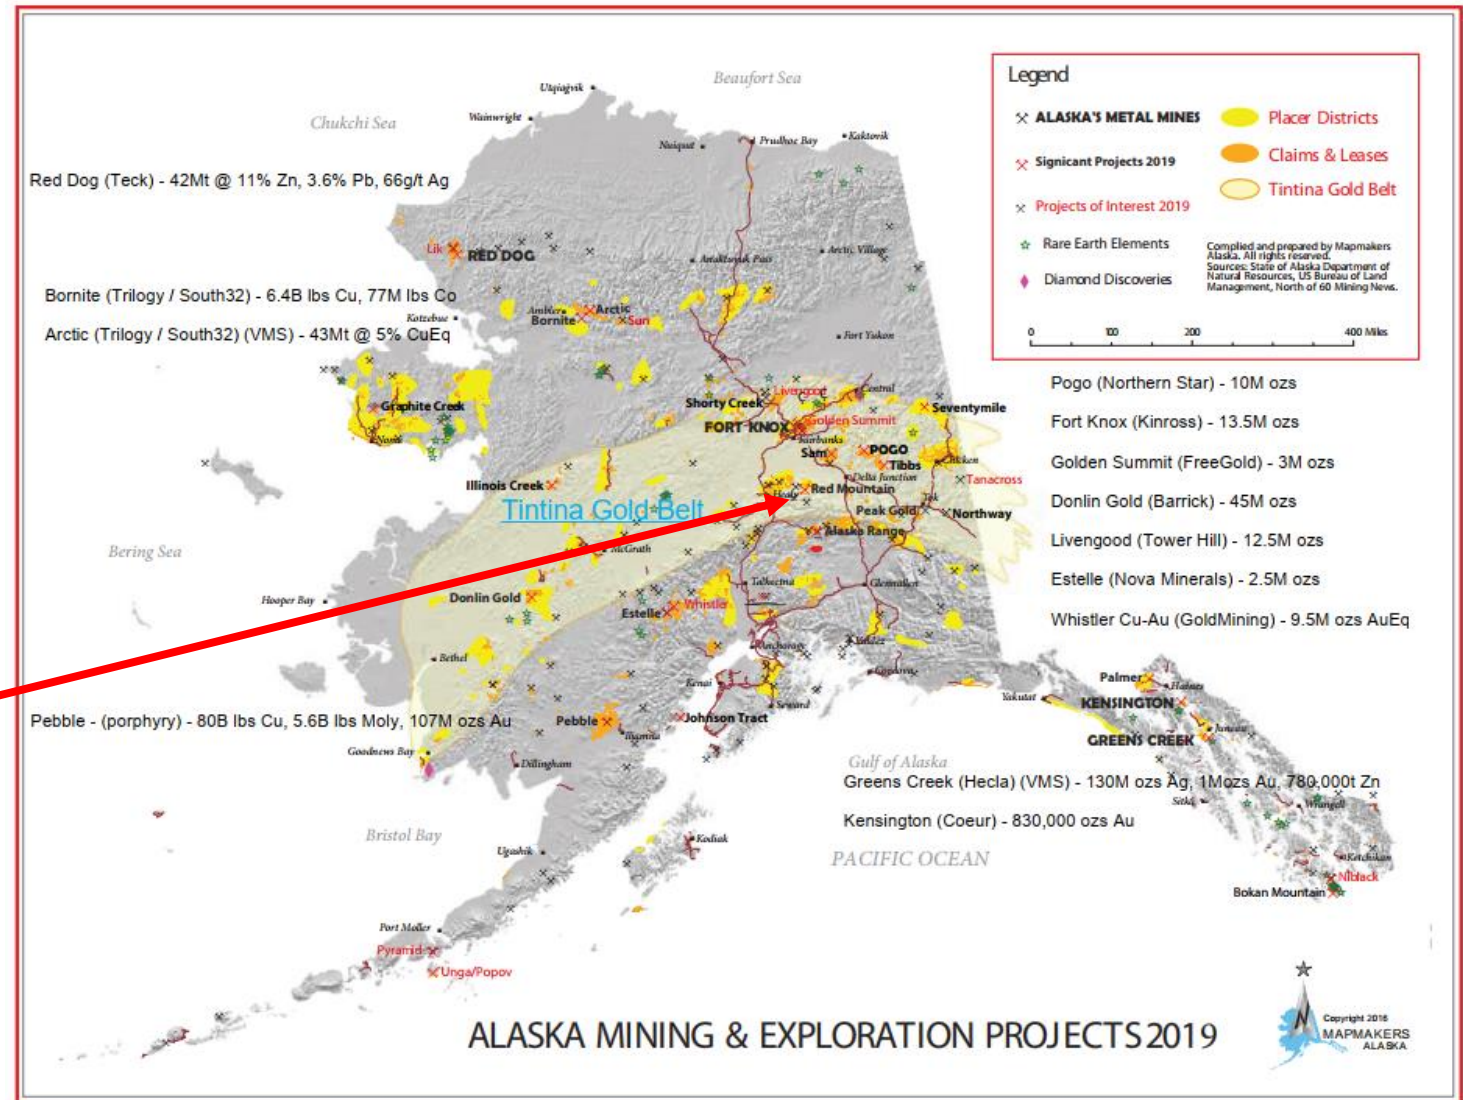 Beaufort Sea
Chukchi Sea
Utqiaġvik
Wainwright
Nuiqsut
Prudhoe Bay
Kaktovik
Legend
ALASKA'S METAL MINES
Signicant Projects 2019
Projects of Interest 2019
Rare Earth Elements
Diamond Discoveries
Placer Districts
Claims & Leases
Tintina Gold Belt
Complied and prepared by Mapmakers
Alaska. All rights reserved.
Sources: State of Alaska Department of
Natural Resources, US Bureau of Land
Management, North of 60 Mining News.
0 100 200 400 Miles
Red Dog (Teck) - 42Mt @ 11% Zn, 3.6% Pb, 66g/t Ag
Lik
RED DOG
Anaktuvuk Pass
Arctic Village
Bornite (Trilogy / South32) - 6.4B lbs Cu, 77M lbs Co
Kotzebue
Ambler
Arctic
Bornite
Sun
Arctic (Trilogy / South32) (VMS) - 43Mt @ 5% CuEq
Fort Yukon
Graphite Creek
Nome
Livengood
Central
Shorty Creek
Seventymile
FORT KNOX
Golden Summit
Fairbanks
Sam
POGO
Tibbs
Chicken
Tanacross
Delta Junction
Illinois Creek
Healy
Red Mountain
Tok
Peak Gold
Northway
Tintina Gold Belt
Alaska Range
McGrath
Pogo (Northern Star) - 10M ozs
Fort Knox (Kinross) - 13.5M ozs
Golden Summit (FreeGold) - 3M ozs
Donlin Gold (Barrick) - 45M ozs
Livengood (Tower Hill) - 12.5M ozs
Estelle (Nova Minerals) - 2.5M ozs
Whistler Cu-Au (GoldMining) - 9.5M ozs AuEq
Bering Sea
Hooper Bay
Donlin Gold
Talkeetna
Glennallen
Estelle
Whistler
Bethel
Anchorage
Valdez
Kenai
Cordova
Seward
Yakutat
Palmer
Haines
KENSINGTON
Juneau
GREENS CREEK
Pebble - (porphyry) - 80B lbs Cu, 5.6B lbs Moly, 107M ozs Au
Pebble
Iliamna
Johnson Tract
Goodnews Bay
Dillingham
Gulf of Alaska
Greens Creek (Hecla) (VMS) - 130M ozs Ag, 1Mozs Au, 780,000t Zn
Sitka
Wrangell
Kensington (Coeur) - 830,000 ozs Au
Bristol Bay
Ugashik
Kodiak
PACIFIC OCEAN
Ketchikan
Niblack
Bokan Mountain
Port Moller
Pyramid
Unga/Popov
ALASKA MINING & EXPLORATION PROJECTS 2019
N
Copyright 2016
MAPMAKERS
ALASKA